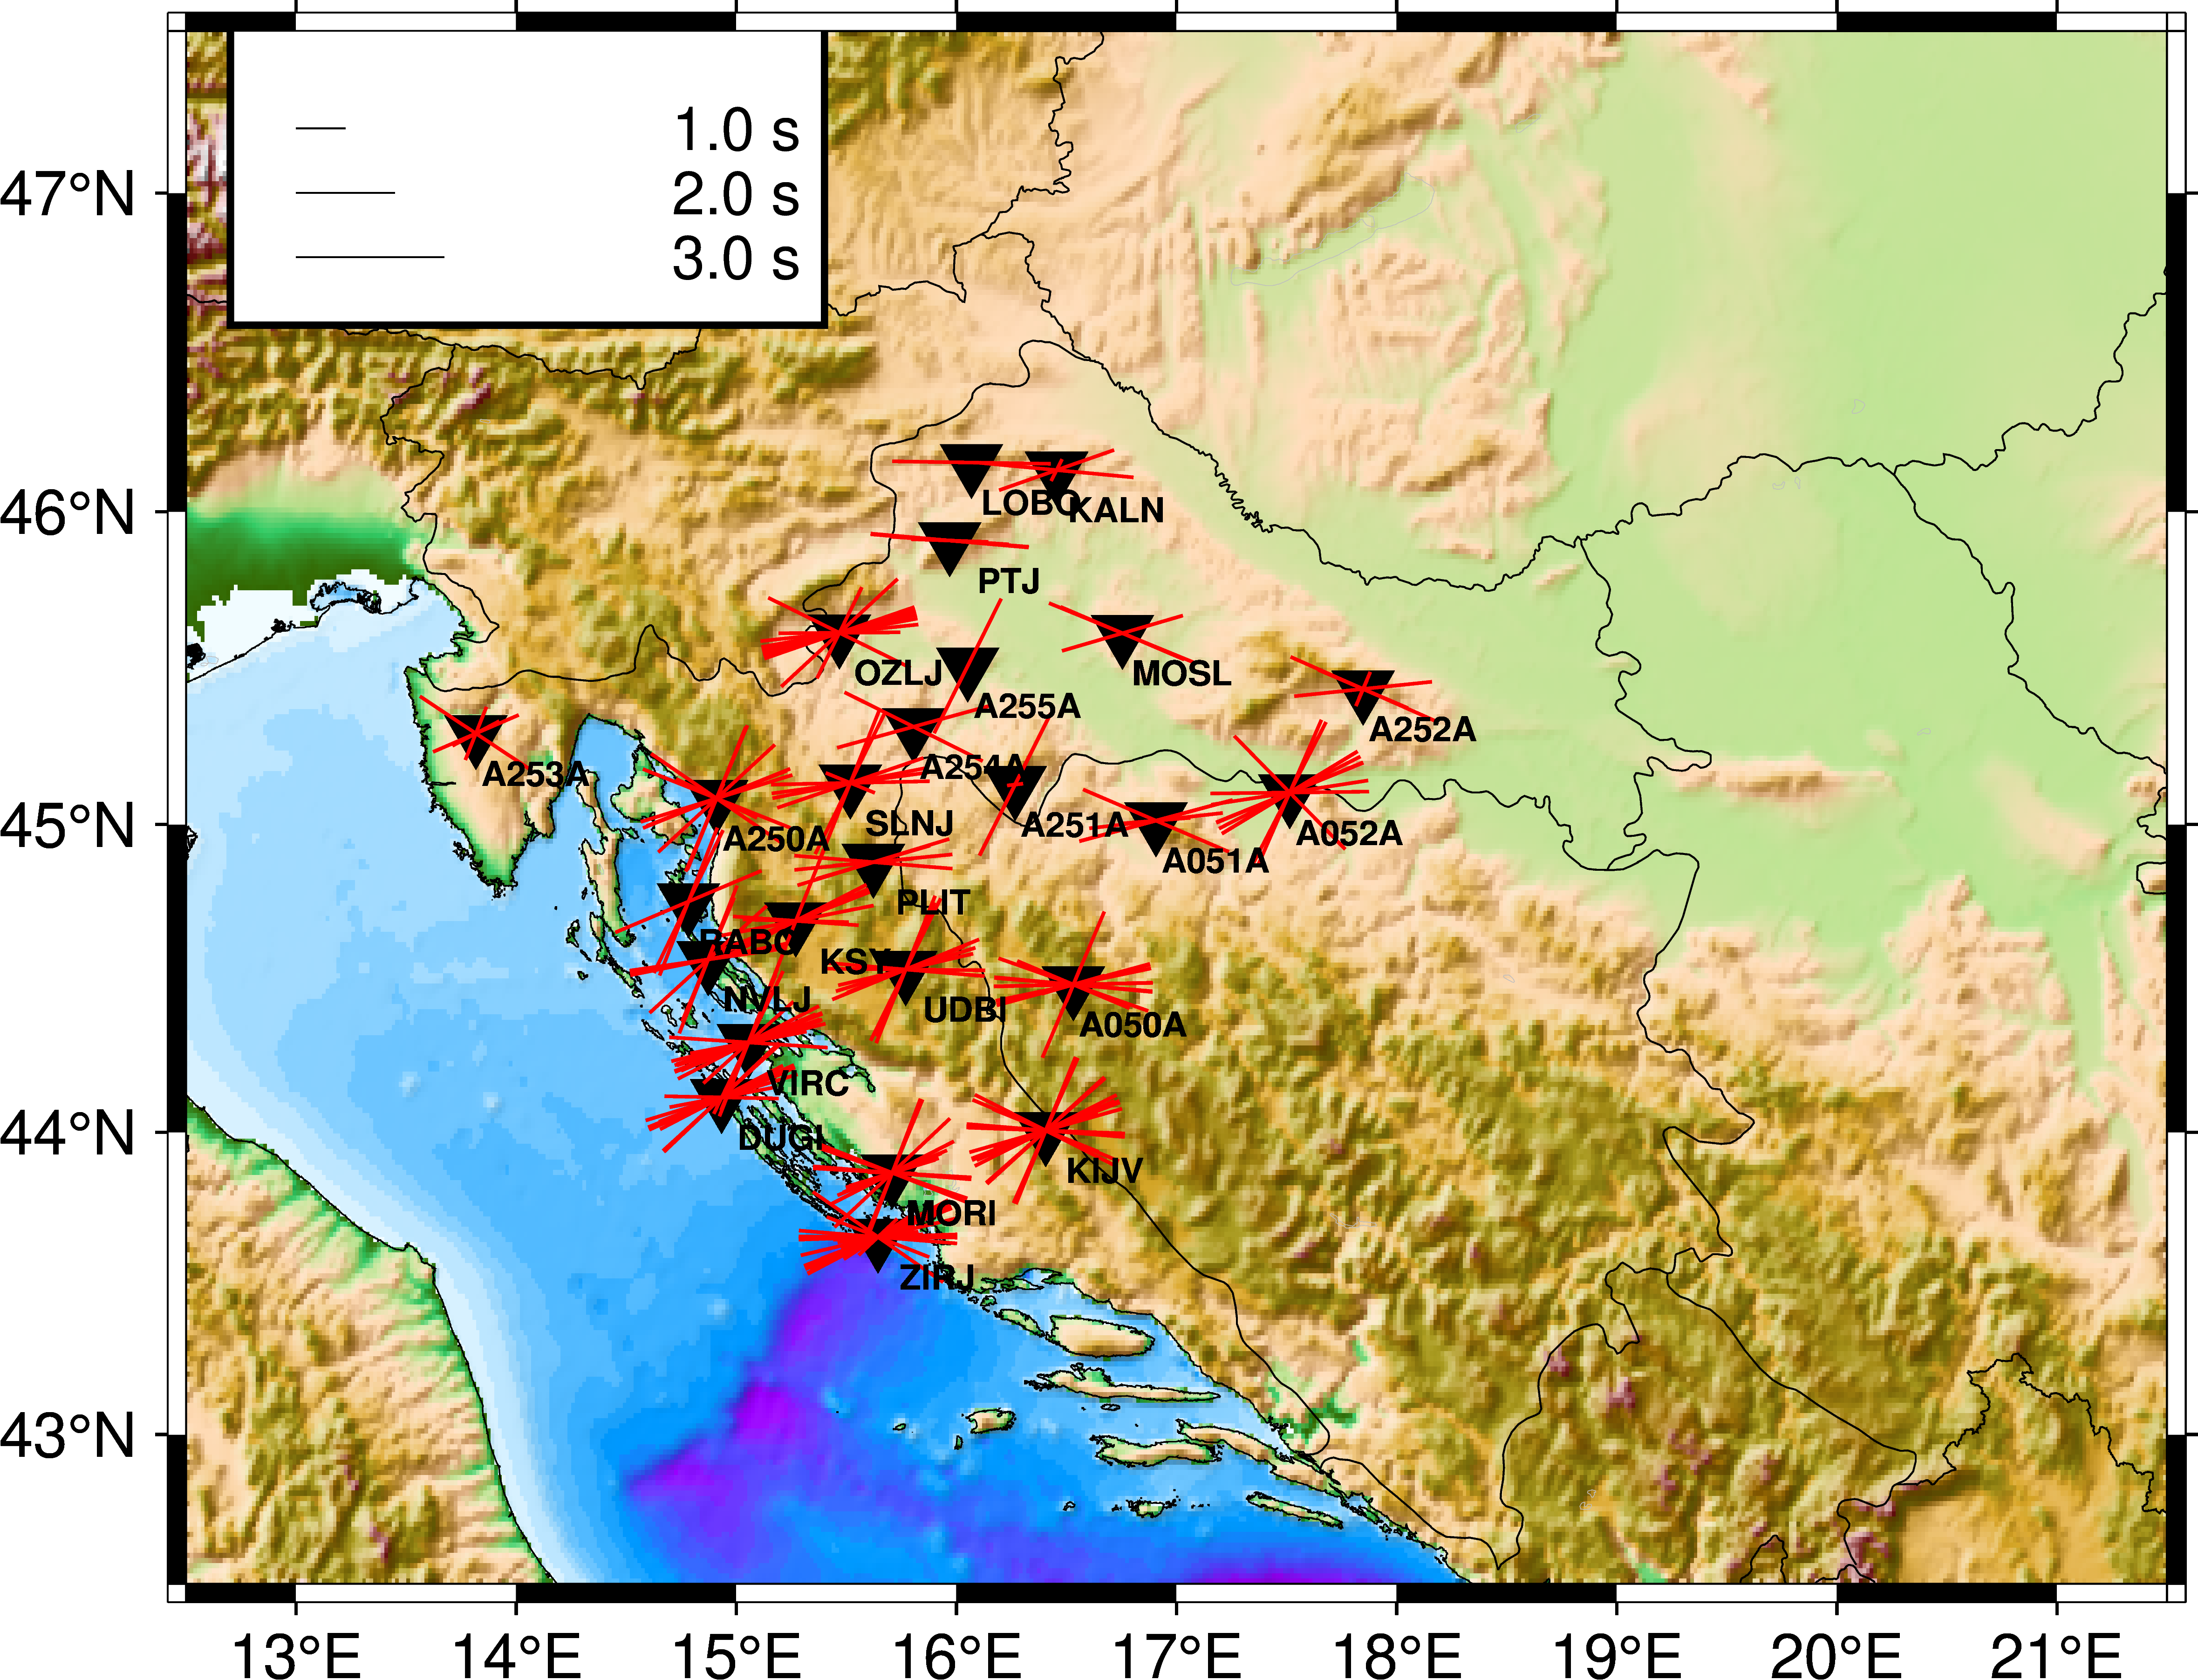 1.0 s
2.0 s
3.0 s
47°N
46°N
45°N
44°N
43°N
LOBO
KALN
PTJ
OZLJ
MOSL
A255A
A252A
A254A
A253A
SLNJ
A251A
A052A
A250A
A051A
PLIT
RABC
KSY
NVLJ
UDBI
A050A
VIRC
DUGI
KIJV
MORI
ZIRJ
13°E 14°E 15°E 16°E 17°E 18°E 19°E 20°E 21°E